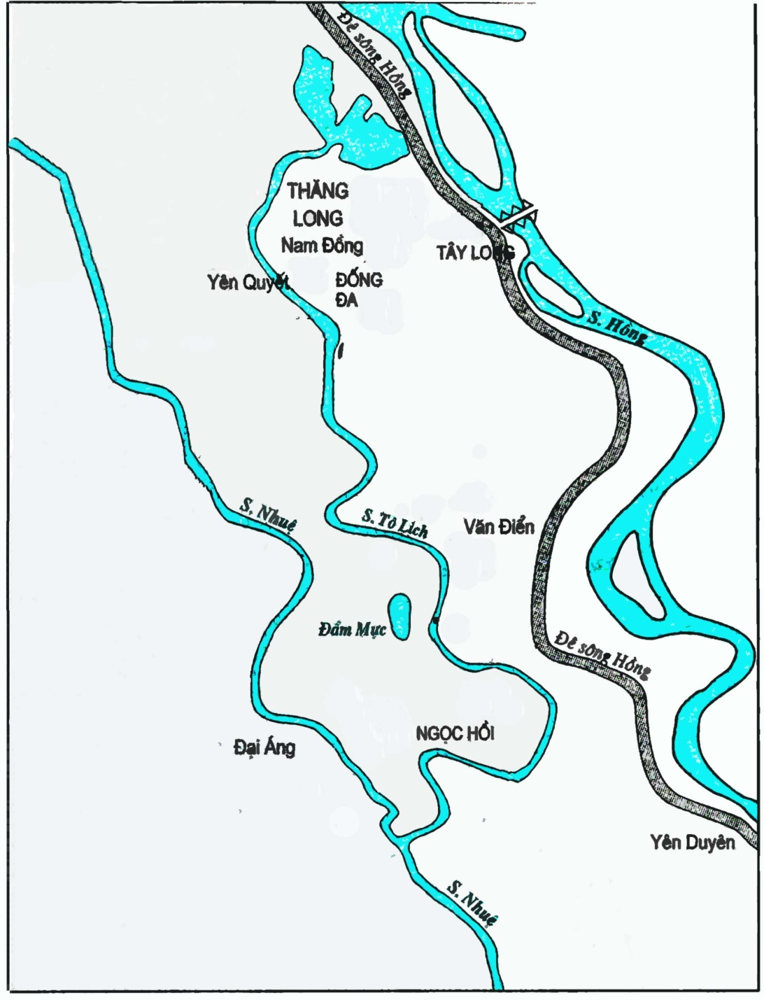 Đê sông Hồng
THĂNG
LONG
Nam Đồng
TÂY LONG
Yên Quyết
ĐỐNG
ĐA
S. Hồng
S. Nhuệ
S. Tô Lịch
Văn Điển
Đầm Mực
Đê sông Hồng
NGỌC HỒI
Đại Áng
Yên Duyên
S. Nhuệ